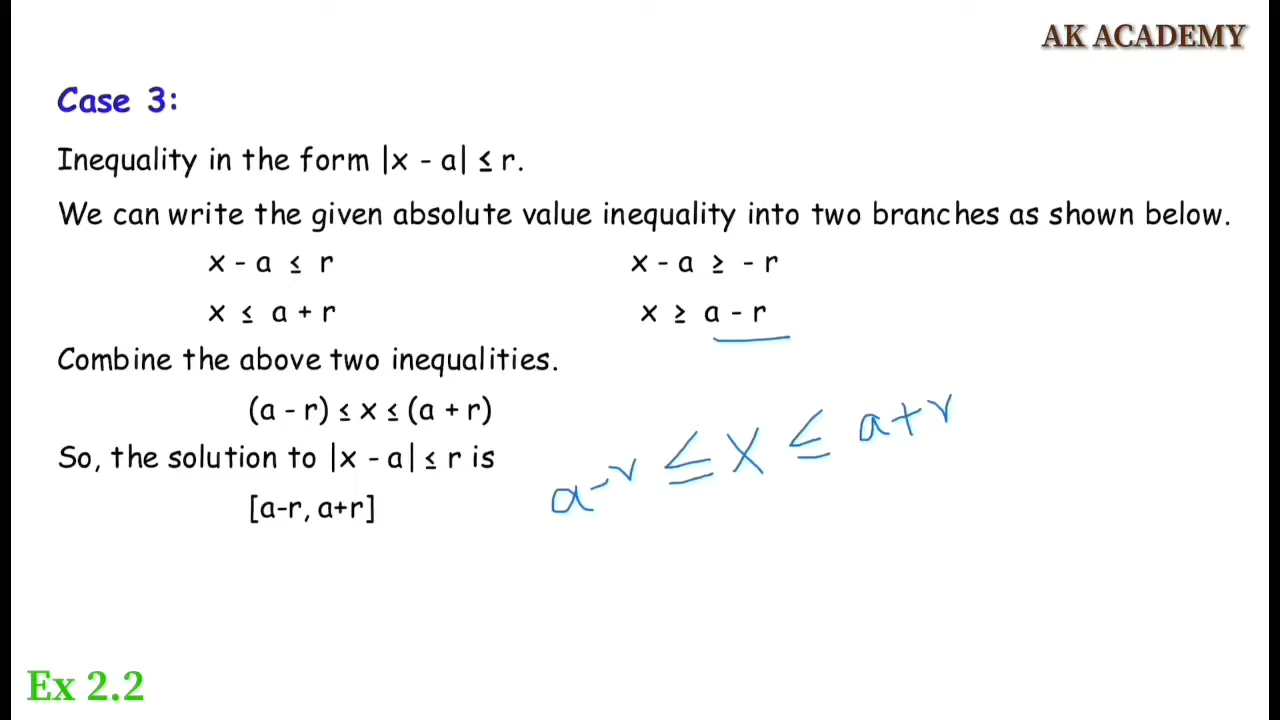 AK ACADEMY
Case 3:
Inequality in the form |x - a| ≤ r.
We can write the given absolute value inequality into two branches as shown below.
x - a ≤ r x - a ≥ - r
x ≤ a + r x ≥ a - r
Combine the above two inequalities.
(a - r) ≤ x ≤ (a + r)
a-r ≤ x ≤ a+r
So, the solution to |x - a| ≤ r is
[a-r, a+r]
Ex 2.2